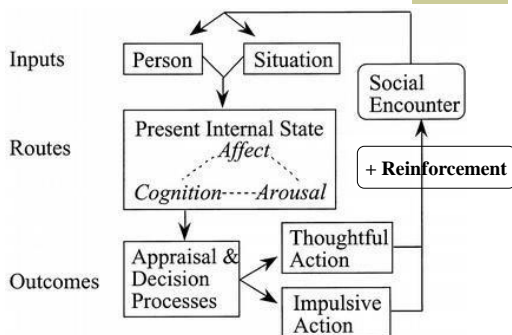 Inputs
Person
Situation
Social
Encounter
Routes
Present Internal State
Affect
Cognition
Arousal
+ Reinforcement
Outcomes
Appraisal &
Decision
Processes
Thoughtful
Action
Impulsive
Action